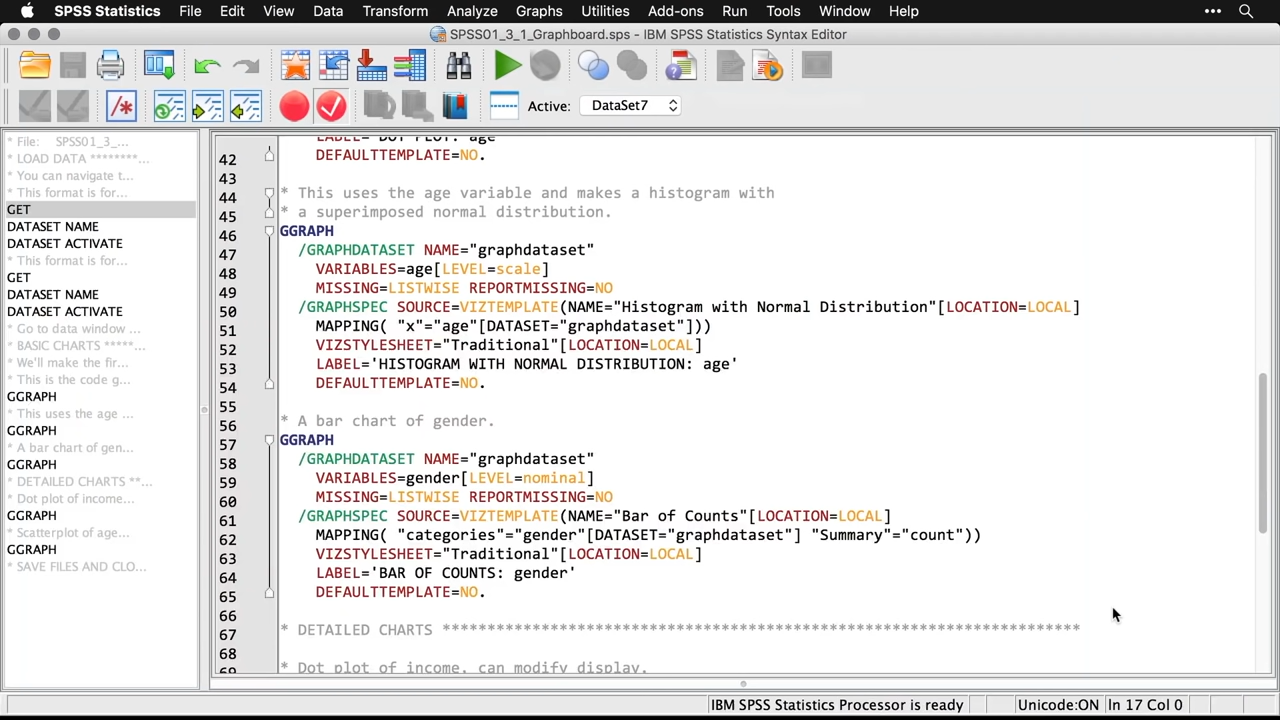 SPSS Statistics File Edit View Data Transform Analyze Graphs Utilities Add-ons Run Tools Window Help
SPSS01_3_1_Graphboard.sps - IBM SPSS Statistics Syntax Editor
Active: DataSet7
* File: SPSS01_3_...
* LOAD DATA ********...
* You can navigate t...
* This format is for...
GET
DATASET NAME
DATASET ACTIVATE
* This format is for...
GET
DATASET NAME
DATASET ACTIVATE
* Go to data window ...
* BASIC CHARTS *****...
* We'll make the fir...
* This is the code g...
GGRAPH
* This uses the age ...
GGRAPH
* A bar chart of gen...
GGRAPH
* DETAILED CHARTS **...
* Dot plot of income...
GGRAPH
* Scatterplot of age...
GGRAPH
* SAVE FILES AND CLO...
LABEL='DOT PLOT: age'
42 DEFAULTTEMPLATE=NO.
43
44 * This uses the age variable and makes a histogram with
45 * a superimposed normal distribution.
46 GGRAPH
47 /GRAPHDATASET NAME="graphdataset"
48 VARIABLES=age[LEVEL=scale]
49 MISSING=LISTWISE REPORTMISSING=NO
50 /GRAPHSPEC SOURCE=VIZTEMPLATE(NAME="Histogram with Normal Distribution"[LOCATION=LOCAL]
51 MAPPING( "x"="age"[DATASET="graphdataset"]))
52 VIZSTYLESHEET="Traditional"[LOCATION=LOCAL]
53 LABEL='HISTOGRAM WITH NORMAL DISTRIBUTION: age'
54 DEFAULTTEMPLATE=NO.
55
56 * A bar chart of gender.
57 GGRAPH
58 /GRAPHDATASET NAME="graphdataset"
59 VARIABLES=gender[LEVEL=nominal]
60 MISSING=LISTWISE REPORTMISSING=NO
61 /GRAPHSPEC SOURCE=VIZTEMPLATE(NAME="Bar of Counts"[LOCATION=LOCAL]
62 MAPPING( "categories"="gender"[DATASET="graphdataset"] "Summary"="count"))
63 VIZSTYLESHEET="Traditional"[LOCATION=LOCAL]
64 LABEL='BAR OF COUNTS: gender'
65 DEFAULTTEMPLATE=NO.
66
67 * DETAILED CHARTS ***********************************************************************
68
69 * Dot plot of income, can modify display.
IBM SPSS Statistics Processor is ready Unicode:ON In 17 Col 0